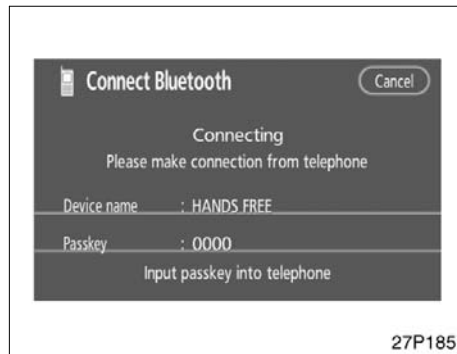 Connect Bluetooth Cancel
Connecting
Please make connection from telephone
Device name : HANDS FREE
Passkey : 0000
Input passkey into telephone
27P185